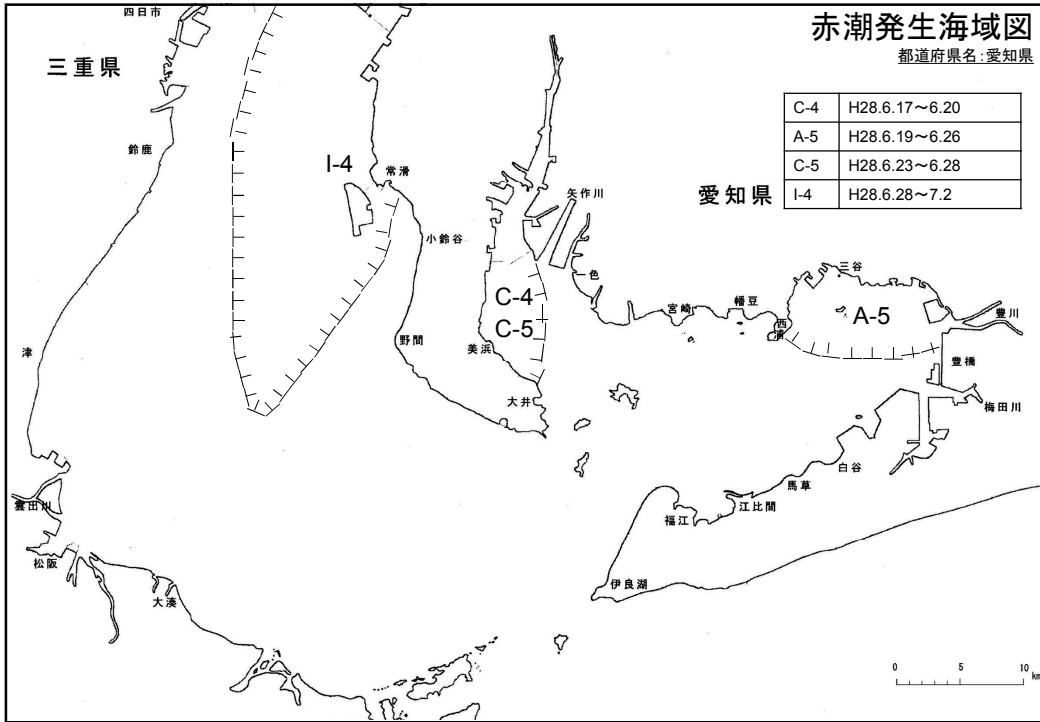 赤潮発生海域図
都道府県名：愛知県
四日市
三重県
C-4 H28.6.17～6.20
A-5 H28.6.19～6.26
C-5 H28.6.23～6.28
I-4 H28.6.28～7.2
鈴鹿
I-4
常滑
矢作川
愛知県
小鈴谷
一色
三谷
C-4
宮崎
幡豆
A-5
豊川
C-5
西浦
津
野間
美浜
豊橋
大井
梅田川
白谷
馬草
雲出川
江比間
福江
松阪
伊良湖
大湊
0 5 10
km